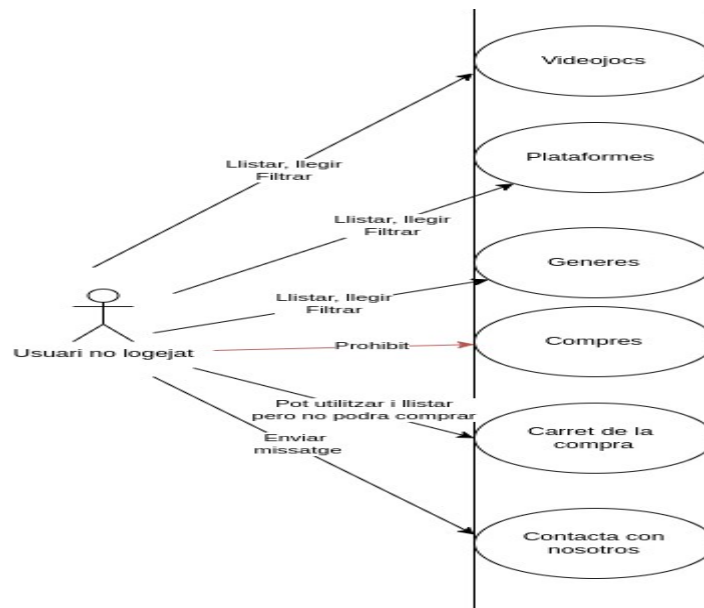 Videojocs
Llistar, llegir
Filtrar
Plataformes
Llistar, llegir
Filtrar
Generes
Llistar, llegir
Filtrar
Compres
Prohibit
Usuari no logejat
Pot utilitzar i llistar
pero no podra comprar
Carret de la
compra
Enviar
missatge
Contacta con
nosotros